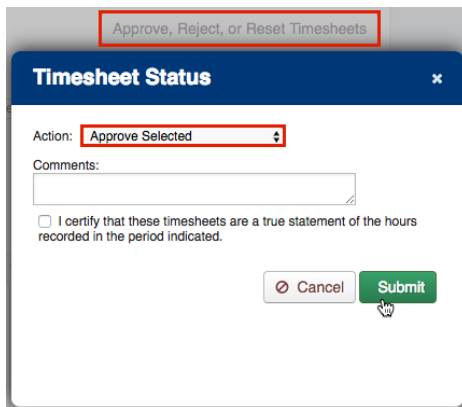 Approve, Reject, or Reset Timesheets
Timesheet Status
Action: Approve Selected
Comments:
I certify that these timesheets are a true statement of the hours
recorded in the period indicated.
Cancel Submit